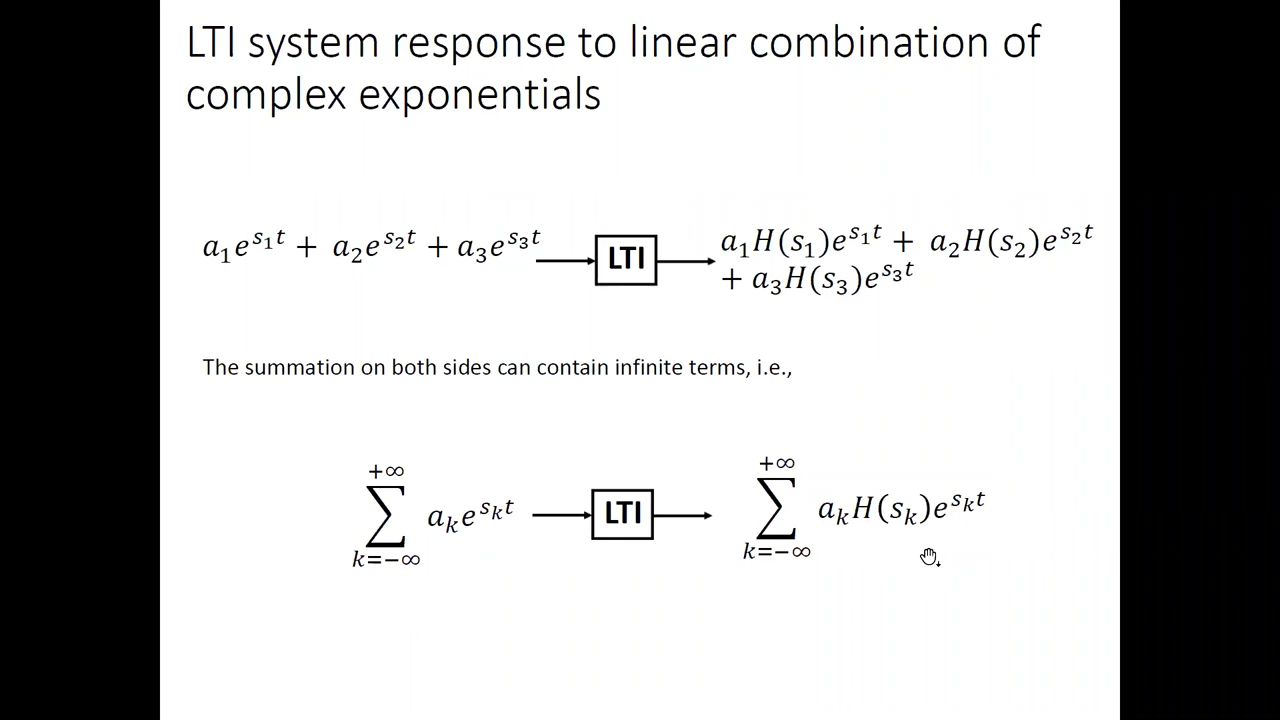 LTI system response to linear combination of
complex exponentials
a₁e^{s₁t} + a₂e^{s₂t} + a₃e^{s₃t} LTI a₁H(s₁)e^{s₁t} + a₂H(s₂)e^{s₂t}
+ a₃H(s₃)e^{s₃t}
The summation on both sides can contain infinite terms, i.e.,
∑_{k=−∞}^{+∞} a_k e^{s_k t} LTI ∑_{k=−∞}^{+∞} a_k H(s_k)e^{s_k t}